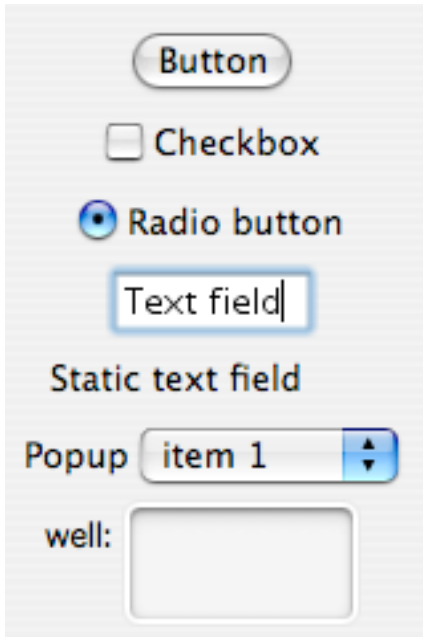 Button
Checkbox
Radio button
Text field
Static text field
Popup item 1
well: